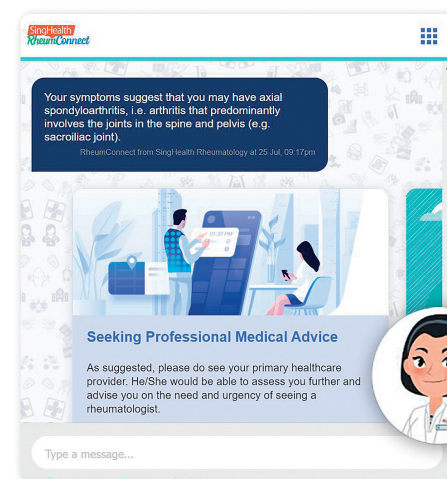 SingHealth
RheumConnect
Your symptoms suggest that you may have axial
spondyloarthritis, i.e. arthritis that predominantly
involves the joints in the spine and pelvis (e.g.
sacroiliac joint).
RheumConnect from SingHealth Rheumatology at 25 Jul, 09:17pm
01:30 PM
Seeking Professional Medical Advice
As suggested, please do see your primary healthcare
provider. He/She would be able to assess you further and
advise you on the need and urgency of seeing a
rheumatologist.
Type a message...